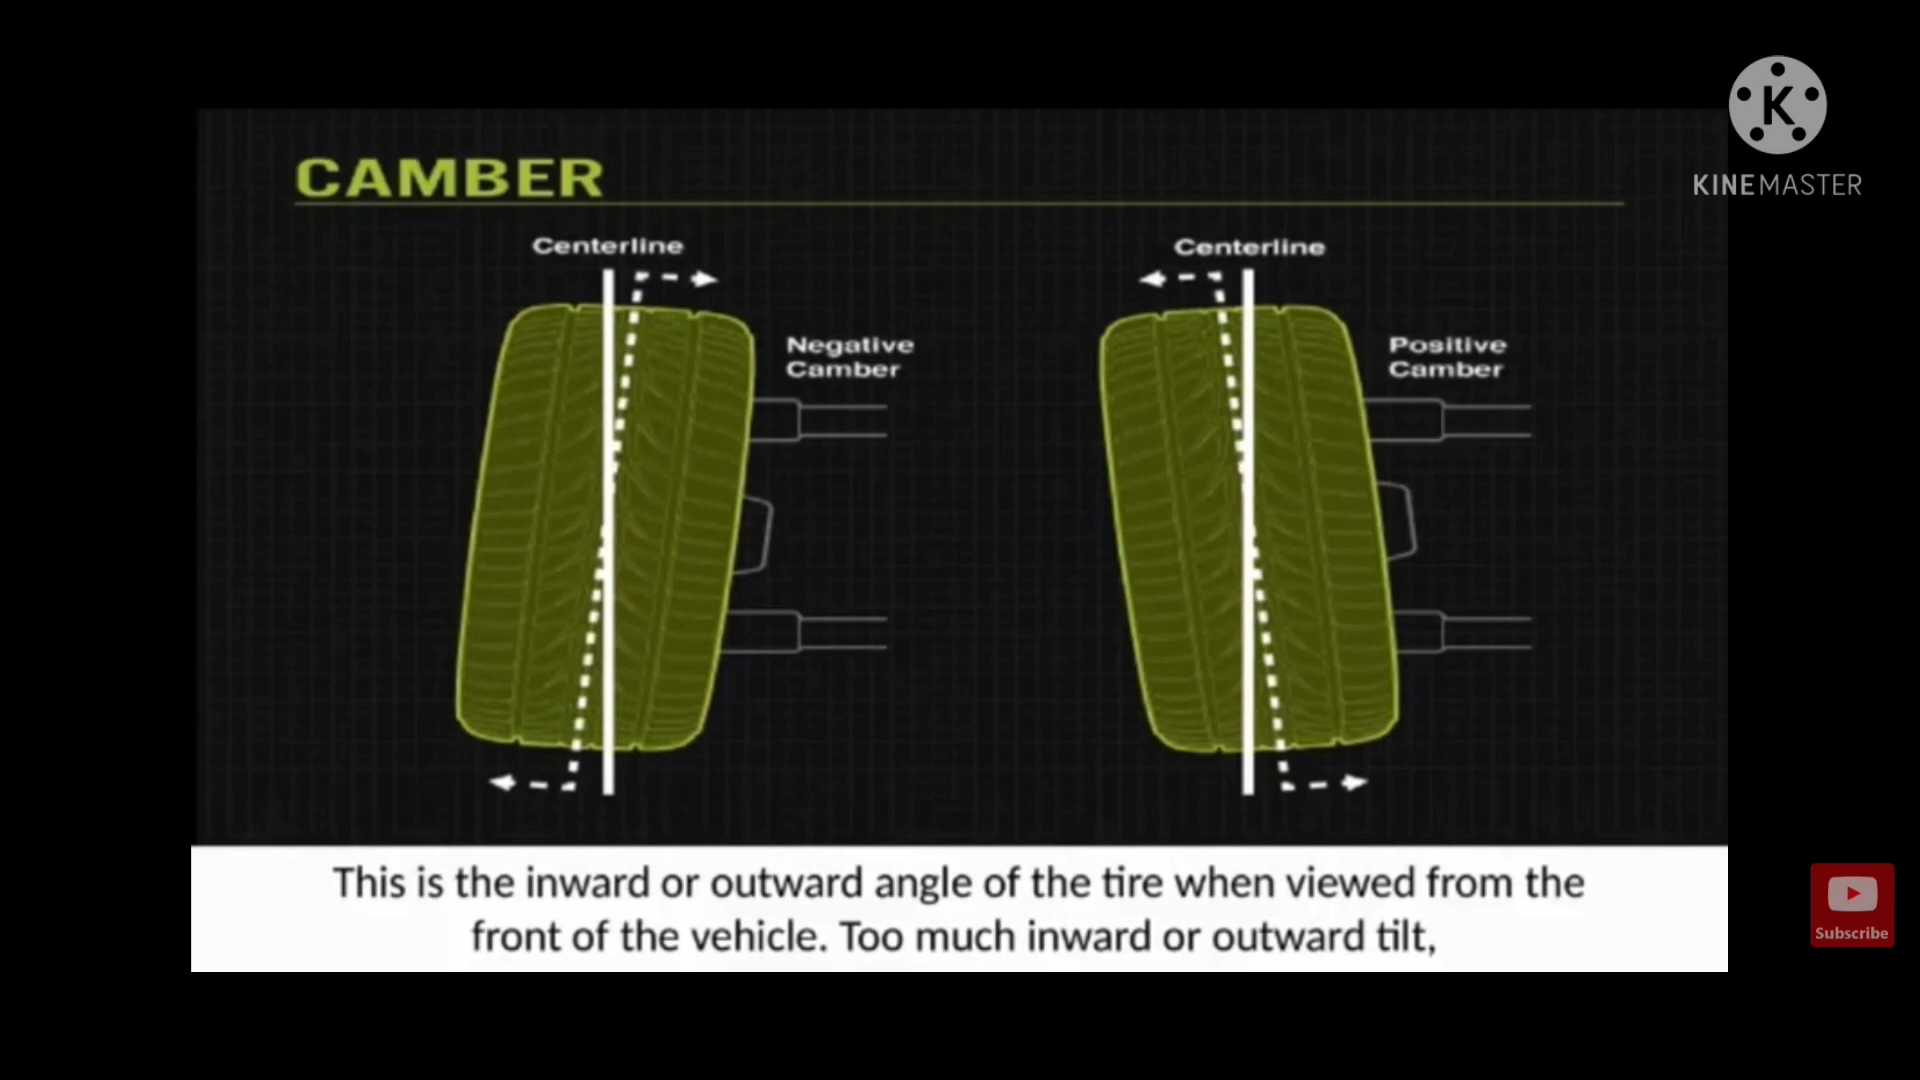 CAMBER
Centerline
Centerline
Negative
Camber
Positive
Camber
This is the inward or outward angle of the tire when viewed from the
front of the vehicle. Too much inward or outward tilt,
K
KINEMASTER
Subscribe